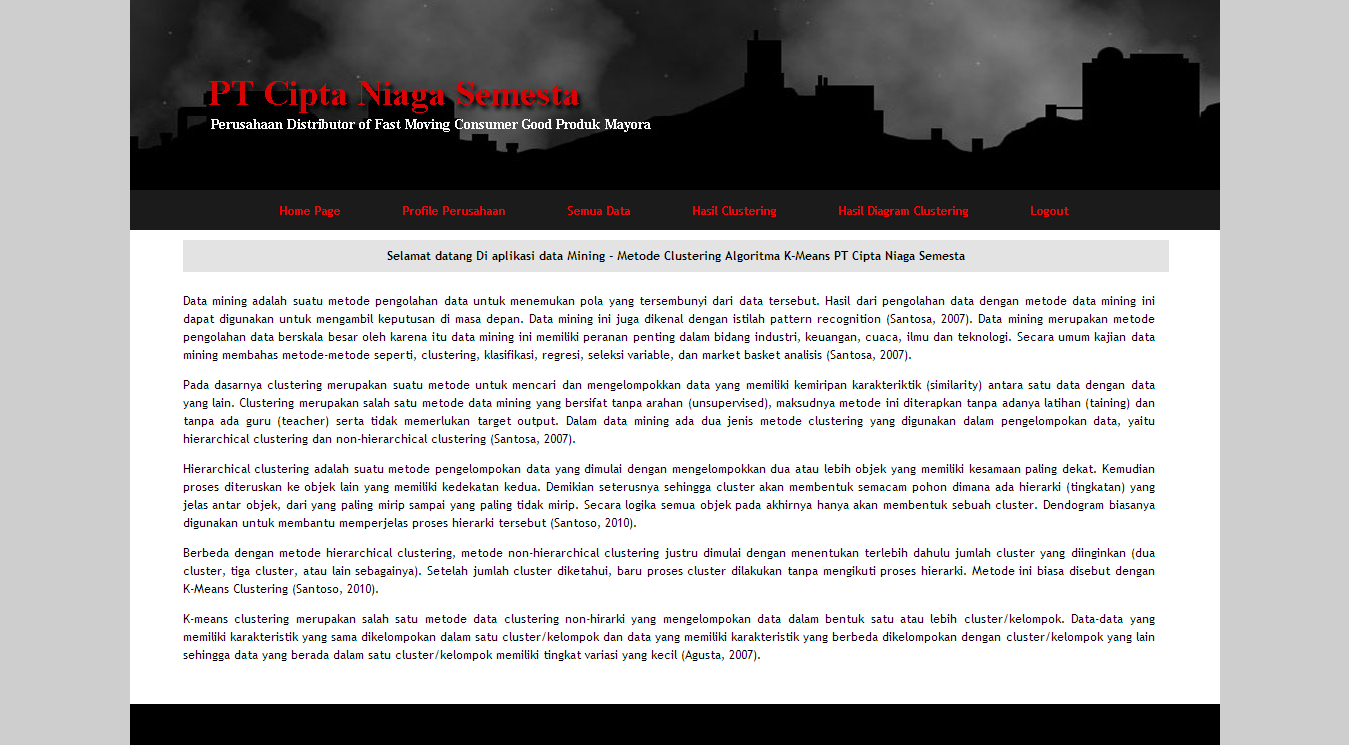 PT Cipta Niaga Semesta
Perusahaan Distributor of Fast Moving Consumer Good Produk Mayora
Home Page Profile Perusahaan Semua Data Hasil Clustering Hasil Diagram Clustering Logout
Selamat datang Di aplikasi data Mining - Metode Clustering Algoritma K-Means PT Cipta Niaga Semesta
Data mining adalah suatu metode pengolahan data untuk menemukan pola yang tersembunyi dari data tersebut. Hasil dari pengolahan data dengan metode data mining ini
dapat digunakan untuk mengambil keputusan di masa depan. Data mining ini juga dikenal dengan istilah pattern recognition (Santosa, 2007). Data mining merupakan metode
pengolahan data berskala besar oleh karena itu data mining ini memiliki peranan penting dalam bidang industri, keuangan, cuaca, ilmu dan teknologi. Secara umum kajian data
mining membahas metode-metode seperti, clustering, klasifikasi, regresi, seleksi variable, dan market basket analisis (Santosa, 2007).
Pada dasarnya clustering merupakan suatu metode untuk mencari dan mengelompokkan data yang memiliki kemiripan karakteriktik (similarity) antara satu data dengan data
yang lain. Clustering merupakan salah satu metode data mining yang bersifat tanpa arahan (unsupervised), maksudnya metode ini diterapkan tanpa adanya latihan (taining) dan
tanpa ada guru (teacher) serta tidak memerlukan target output. Dalam data mining ada dua jenis metode clustering yang digunakan dalam pengelompokan data, yaitu
hierarchical clustering dan non-hierarchical clustering (Santosa, 2007).
Hierarchical clustering adalah suatu metode pengelompokan data yang dimulai dengan mengelompokkan dua atau lebih objek yang memiliki kesamaan paling dekat. Kemudian
proses diteruskan ke objek lain yang memiliki kedekatan kedua. Demikian seterusnya sehingga cluster akan membentuk semacam pohon dimana ada hierarki (tingkatan) yang
jelas antar objek, dari yang paling mirip sampai yang paling tidak mirip. Secara logika semua objek pada akhirnya hanya akan membentuk sebuah cluster. Dendogram biasanya
digunakan untuk membantu memperjelas proses hierarki tersebut (Santoso, 2010).
Berbeda dengan metode hierarchical clustering, metode non-hierarchical clustering justru dimulai dengan menentukan terlebih dahulu jumlah cluster yang diinginkan (dua
cluster, tiga cluster, atau lain sebagainya). Setelah jumlah cluster diketahui, baru proses cluster dilakukan tanpa mengikuti proses hierarki. Metode ini biasa disebut dengan
K-Means Clustering (Santoso, 2010).
K-means clustering merupakan salah satu metode data clustering non-hirarki yang mengelompokan data dalam bentuk satu atau lebih cluster/kelompok. Data-data yang
memiliki karakteristik yang sama dikelompokan dalam satu cluster/kelompok dan data yang memiliki karakteristik yang berbeda dikelompokan dengan cluster/kelompok yang lain
sehingga data yang berada dalam satu cluster/kelompok memiliki tingkat variasi yang kecil (Agusta, 2007).